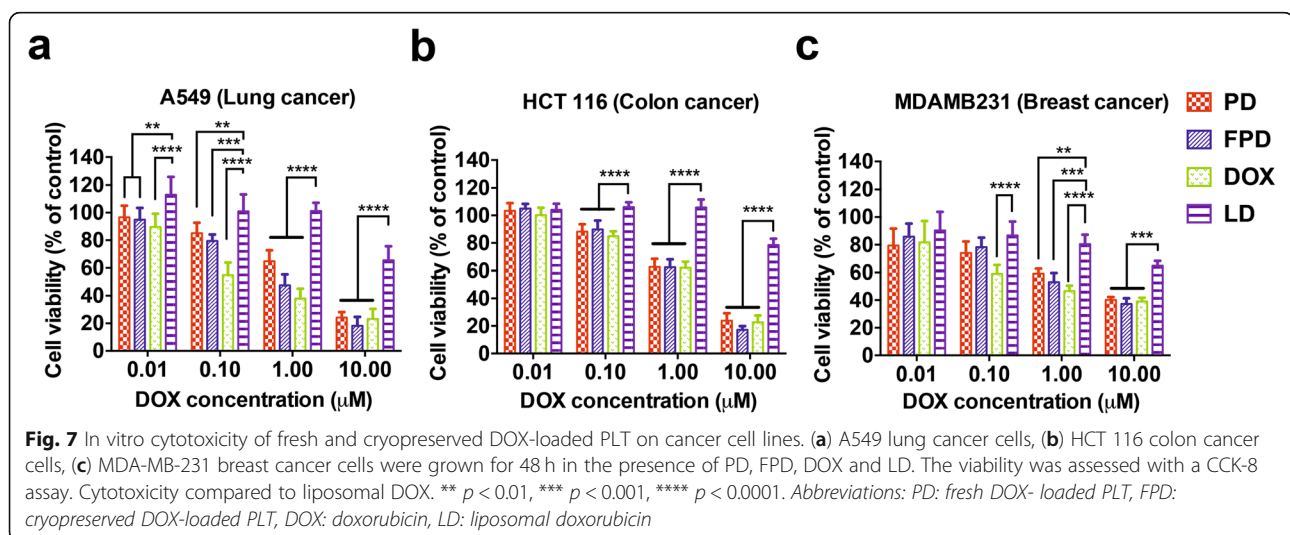 a
A549 (Lung cancer)
Cell viability (% of control)
140
120
100
80
60
40
20
0
** **** ** *** **** **** ****
0.01 0.10 1.00 10.00
DOX concentration (μM)
b
HCT 116 (Colon cancer)
Cell viability (% of control)
140
120
100
80
60
40
20
0
**** **** ****
0.01 0.10 1.00 10.00
DOX concentration (μM)
c
MDAMB231 (Breast cancer)
Cell viability (% of control)
140
120
100
80
60
40
20
0
**** ** *** **** ***
0.01 0.10 1.00 10.00
DOX concentration (μM)
PD
FPD
DOX
LD
Fig. 7 In vitro cytotoxicity of fresh and cryopreserved DOX-loaded PLT on cancer cell lines. (a) A549 lung cancer cells, (b) HCT 116 colon cancer
cells, (c) MDA-MB-231 breast cancer cells were grown for 48 h in the presence of PD, FPD, DOX and LD. The viability was assessed with a CCK-8
assay. Cytotoxicity compared to liposomal DOX. ** p < 0.01, *** p < 0.001, **** p < 0.0001. Abbreviations: PD: fresh DOX- loaded PLT, FPD:
cryopreserved DOX-loaded PLT, DOX: doxorubicin, LD: liposomal doxorubicin